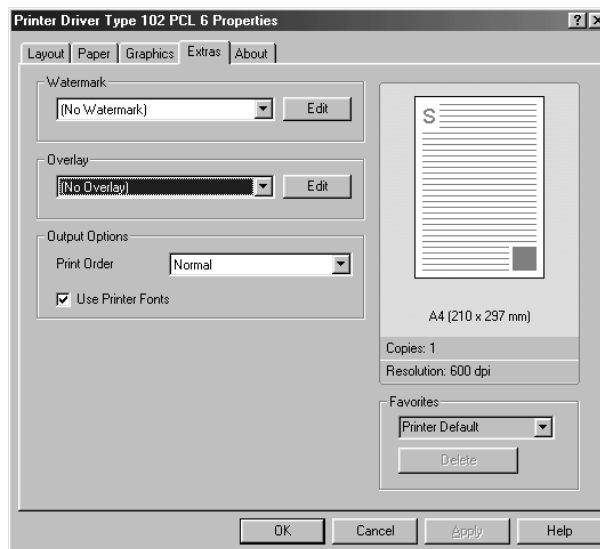 Printer Driver Type 102 PCL 6 Properties
Layout Paper Graphics Extras About
Watermark
(No Watermark) Edit
Overlay
(No Overlay) Edit
Output Options
Print Order Normal
Use Printer Fonts
S
A4 (210 x 297 mm)
Copies: 1
Resolution: 600 dpi
Favorites
Printer Default
Delete
OK Cancel Apply Help